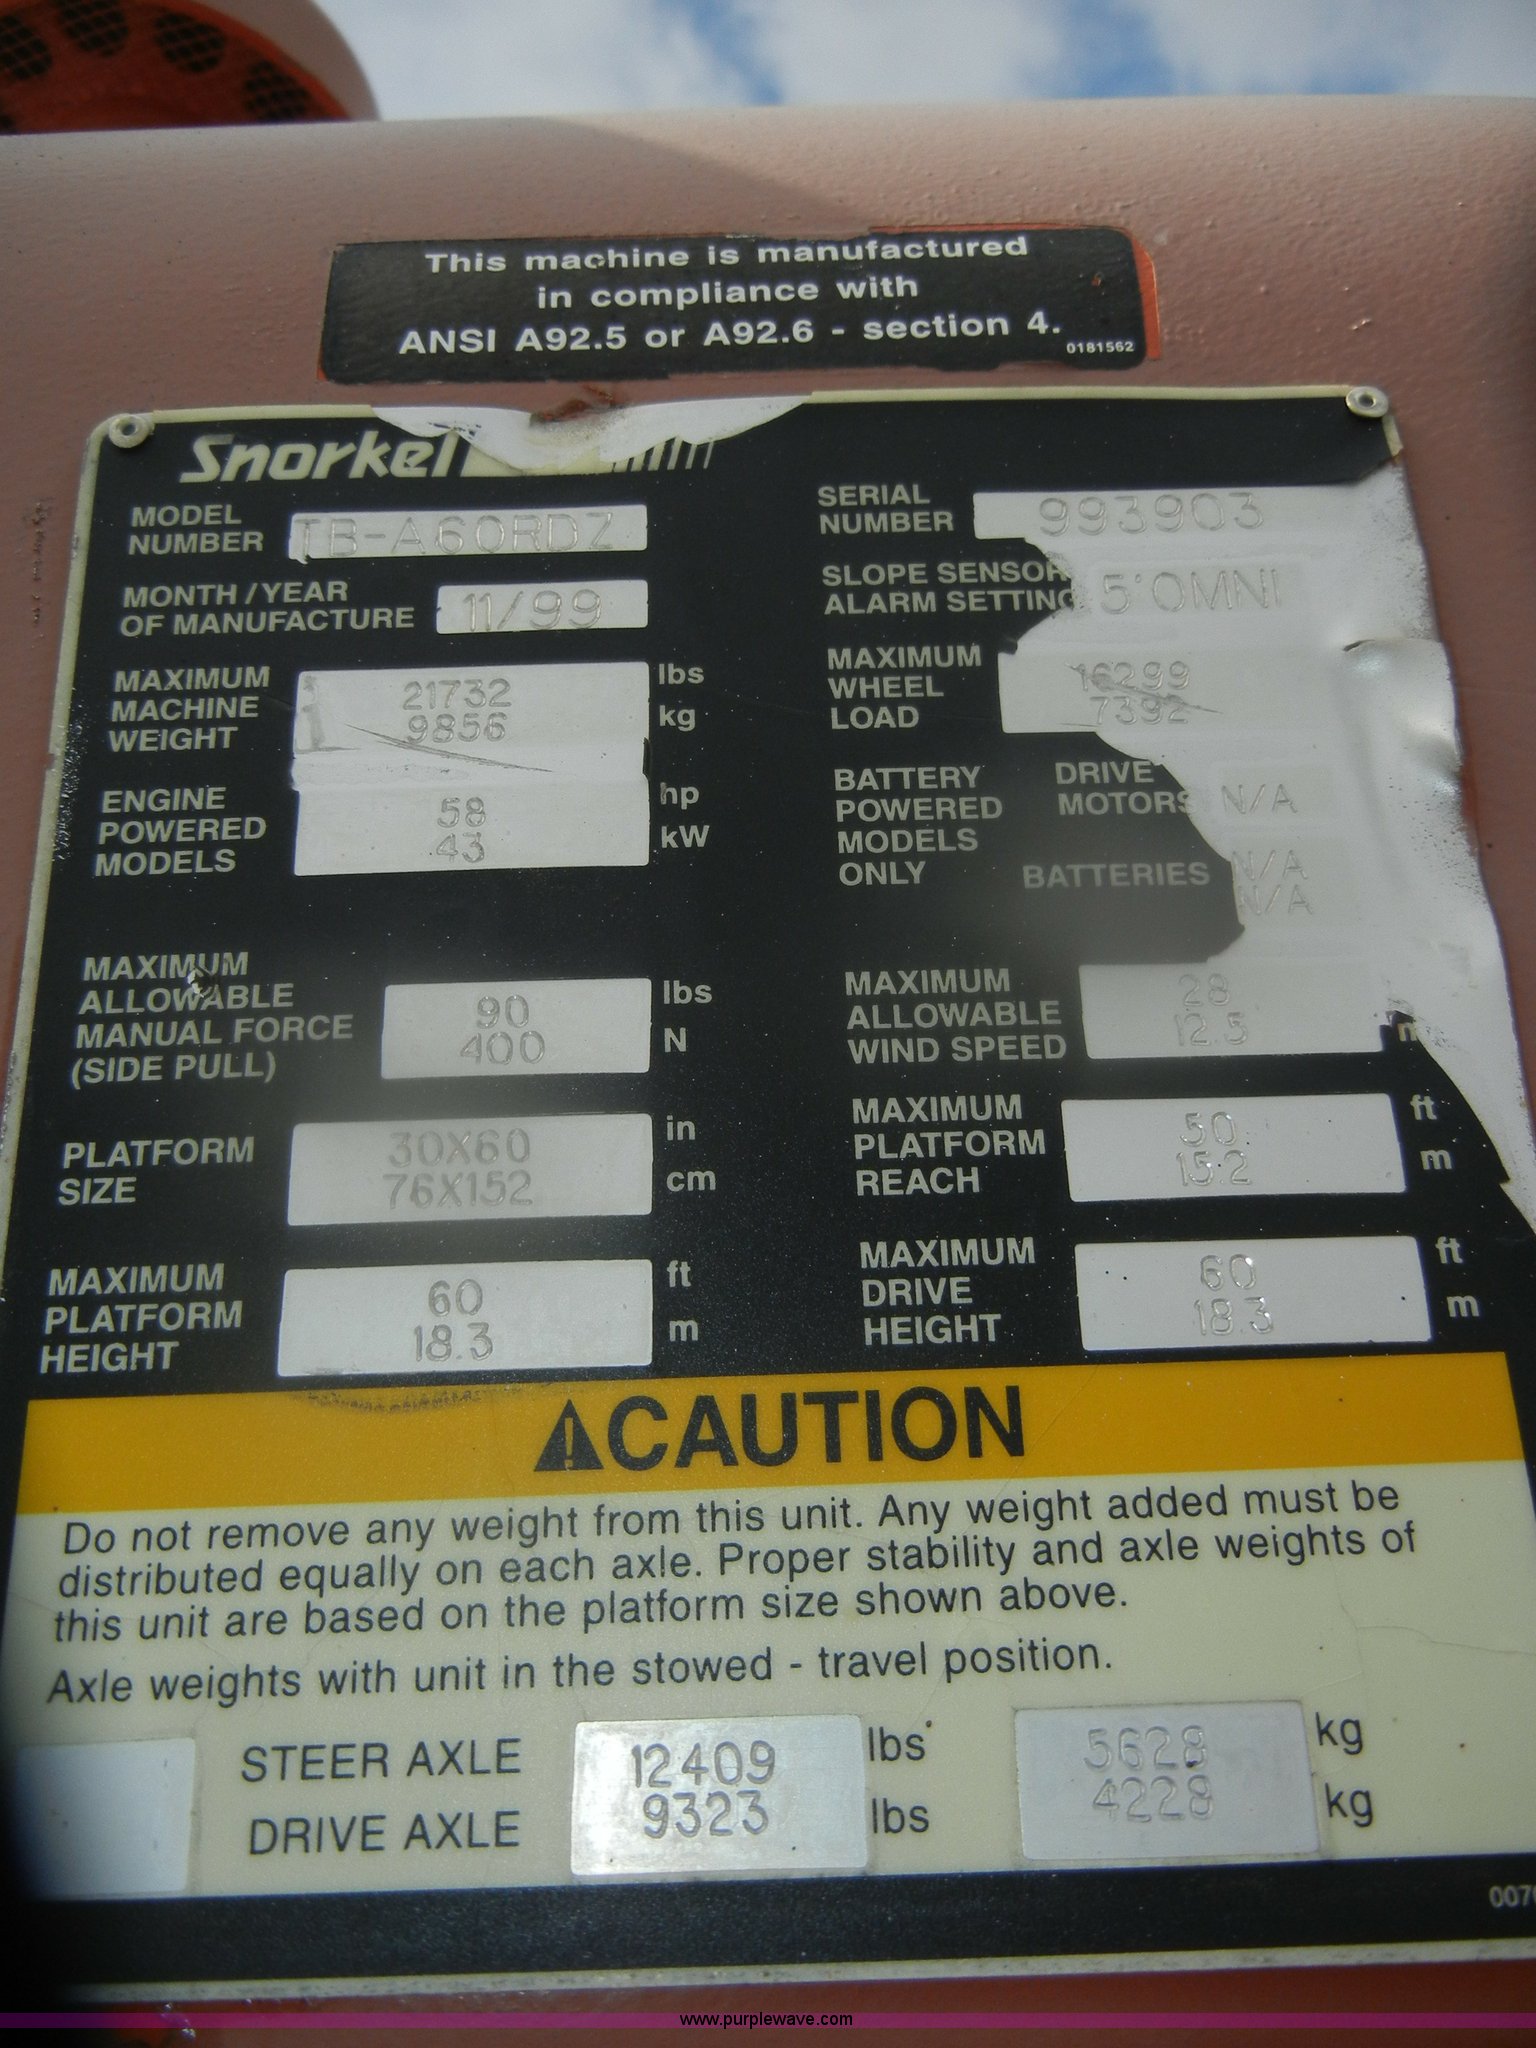 This machine is manufactured
in compliance with
ANSI A92.5 or A92.6 - section 4.
0181562
Snorkel
MODEL
NUMBER TB-A60RDZ
SERIAL
NUMBER 993903
MONTH / YEAR
OF MANUFACTURE 11/99
SLOPE SENSOR
ALARM SETTING 5°OMNI
MAXIMUM
MACHINE
WEIGHT
21732 lbs
9856 kg
MAXIMUM
WHEEL
LOAD
16299
7392
ENGINE
POWERED
MODELS
58 hp
43 kW
BATTERY
POWERED
MODELS
ONLY
DRIVE
MOTORS N/A
BATTERIES N/A
N/A
MAXIMUM
ALLOWABLE
MANUAL FORCE
(SIDE PULL)
90 lbs
400 N
MAXIMUM
ALLOWABLE
WIND SPEED
28
12.5
PLATFORM
SIZE
30X60 in
76X152 cm
MAXIMUM
PLATFORM
REACH
50 ft
15.2 m
MAXIMUM
PLATFORM
HEIGHT
60 ft
18.3 m
MAXIMUM
DRIVE
HEIGHT
60 ft
18.3 m
CAUTION
Do not remove any weight from this unit. Any weight added must be
distributed equally on each axle. Proper stability and axle weights of
this unit are based on the platform size shown above.
Axle weights with unit in the stowed - travel position.
STEER AXLE 12409 lbs 5628 kg
DRIVE AXLE 9323 lbs 4228 kg
www.purplewave.com